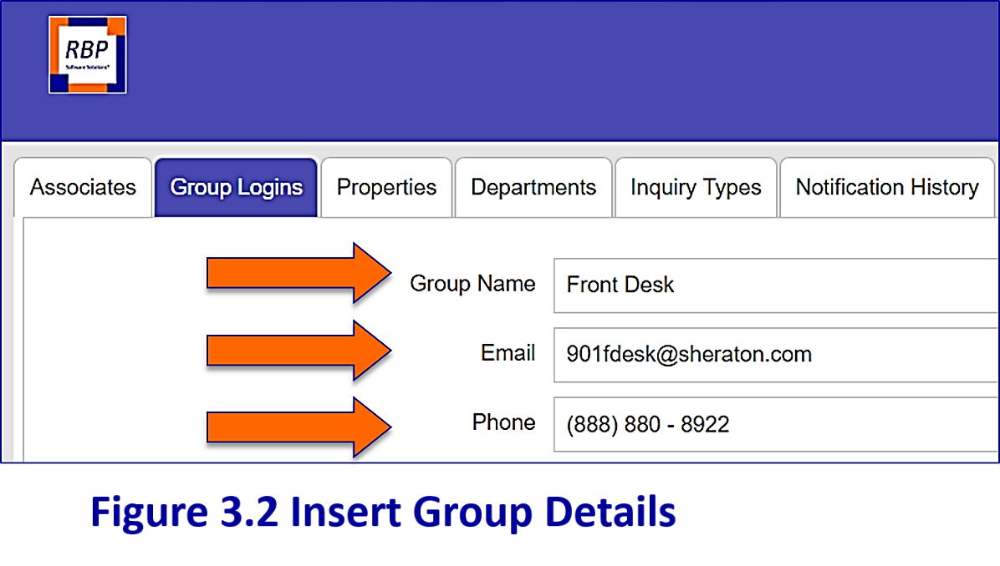 RBP
Software Solutions®
Associates Group Logins Properties Departments Inquiry Types Notification History
Group Name Front Desk
Email 901fdesk@sheraton.com
Phone (888) 880 - 8922
Figure 3.2 Insert Group Details